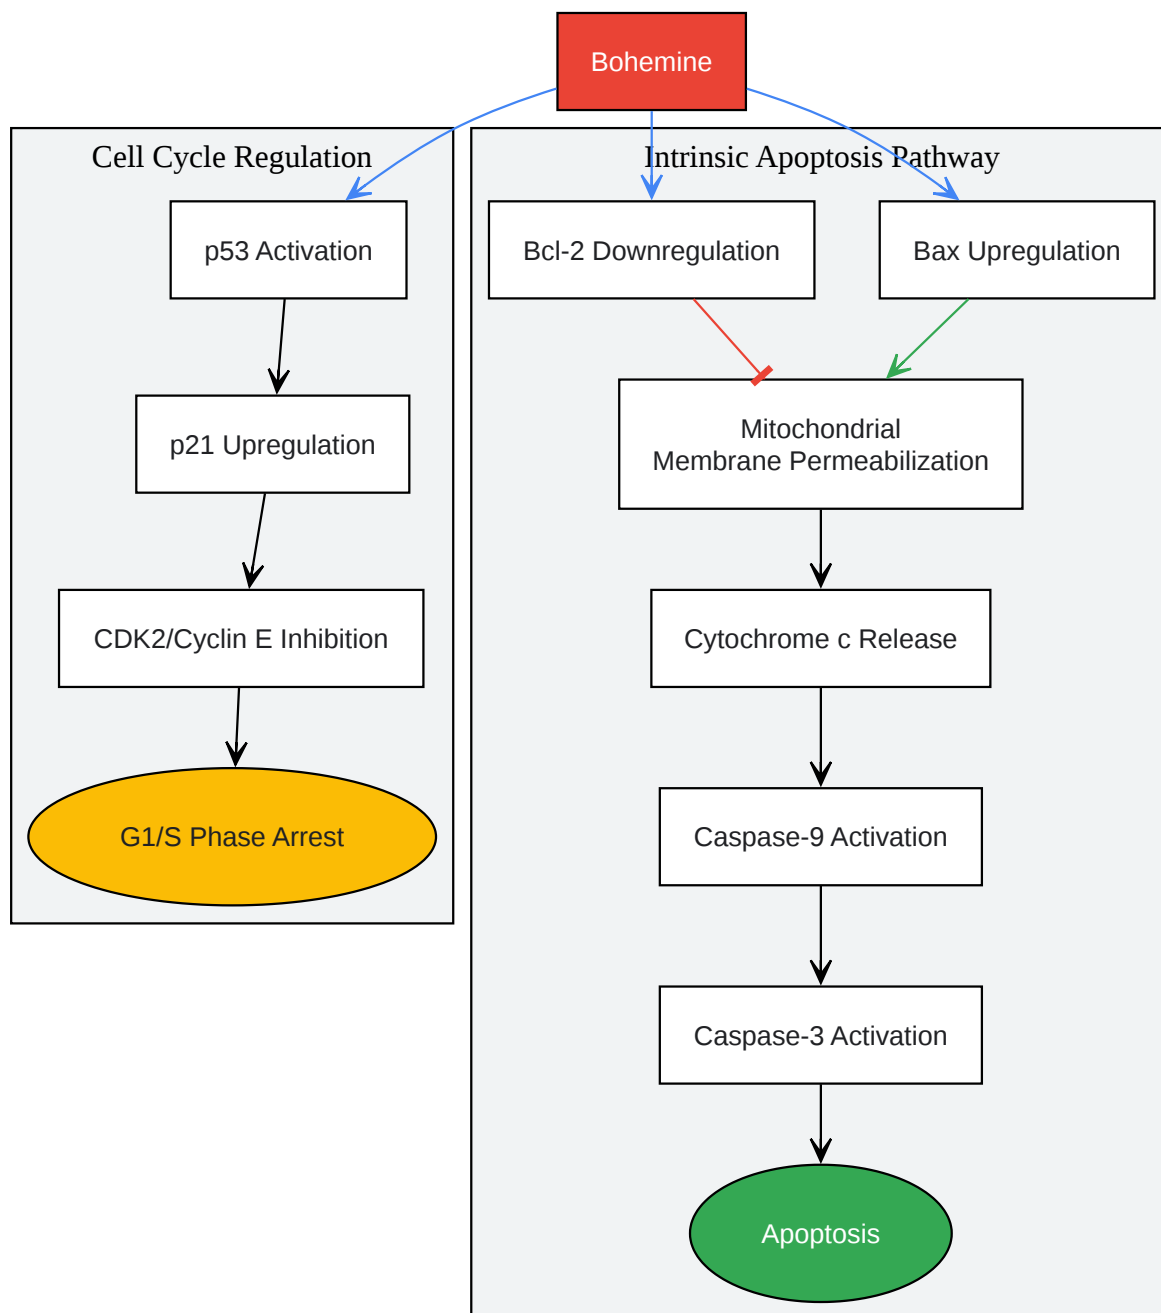 Bohemine
Cell Cycle Regulation
p53 Activation
p21 Upregulation
CDK2/Cyclin E Inhibition
G1/S Phase Arrest
Intrinsic Apoptosis Pathway
Bcl-2 Downregulation
Bax Upregulation
Mitochondrial
Membrane Permeabilization
Cytochrome c Release
Caspase-9 Activation
Caspase-3 Activation
Apoptosis